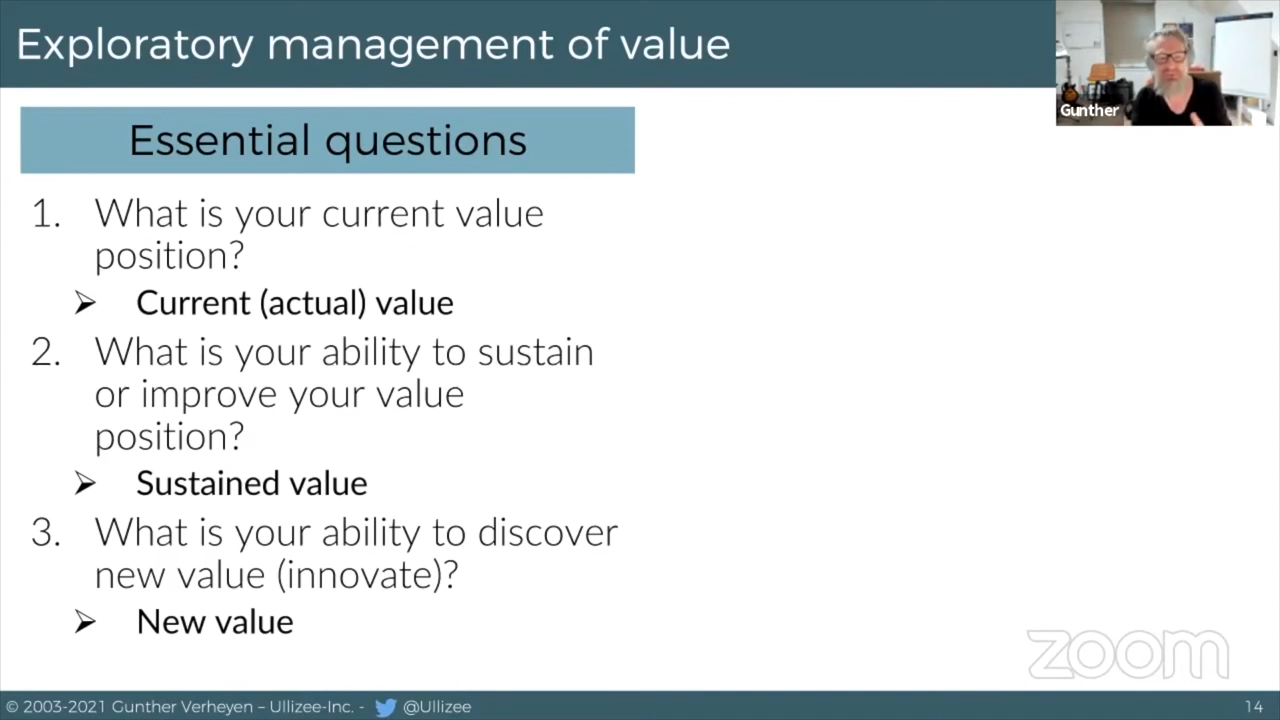 Exploratory management of value
Gunther
Essential questions
1. What is your current value
position?
➢ Current (actual) value
2. What is your ability to sustain
or improve your value
position?
➢ Sustained value
3. What is your ability to discover
new value (innovate)?
➢ New value
zoom
© 2003-2021 Gunther Verheyen – Ullizee-Inc. - @Ullizee
14